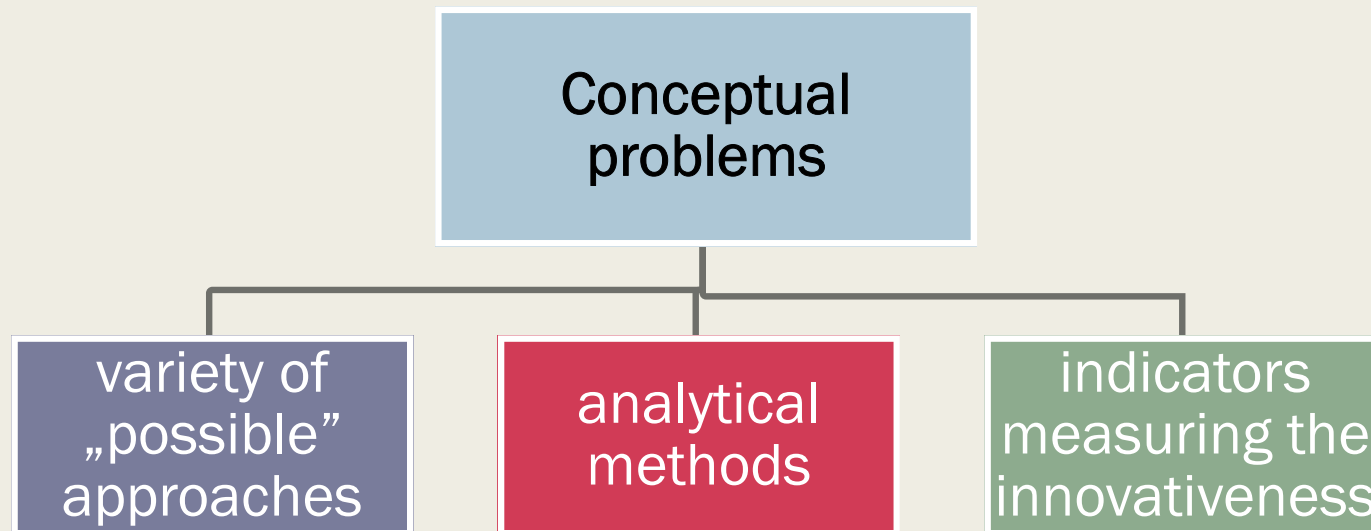 Conceptual
problems
variety of
„possible”
approaches
analytical
methods
indicators
measuring the
innovativeness